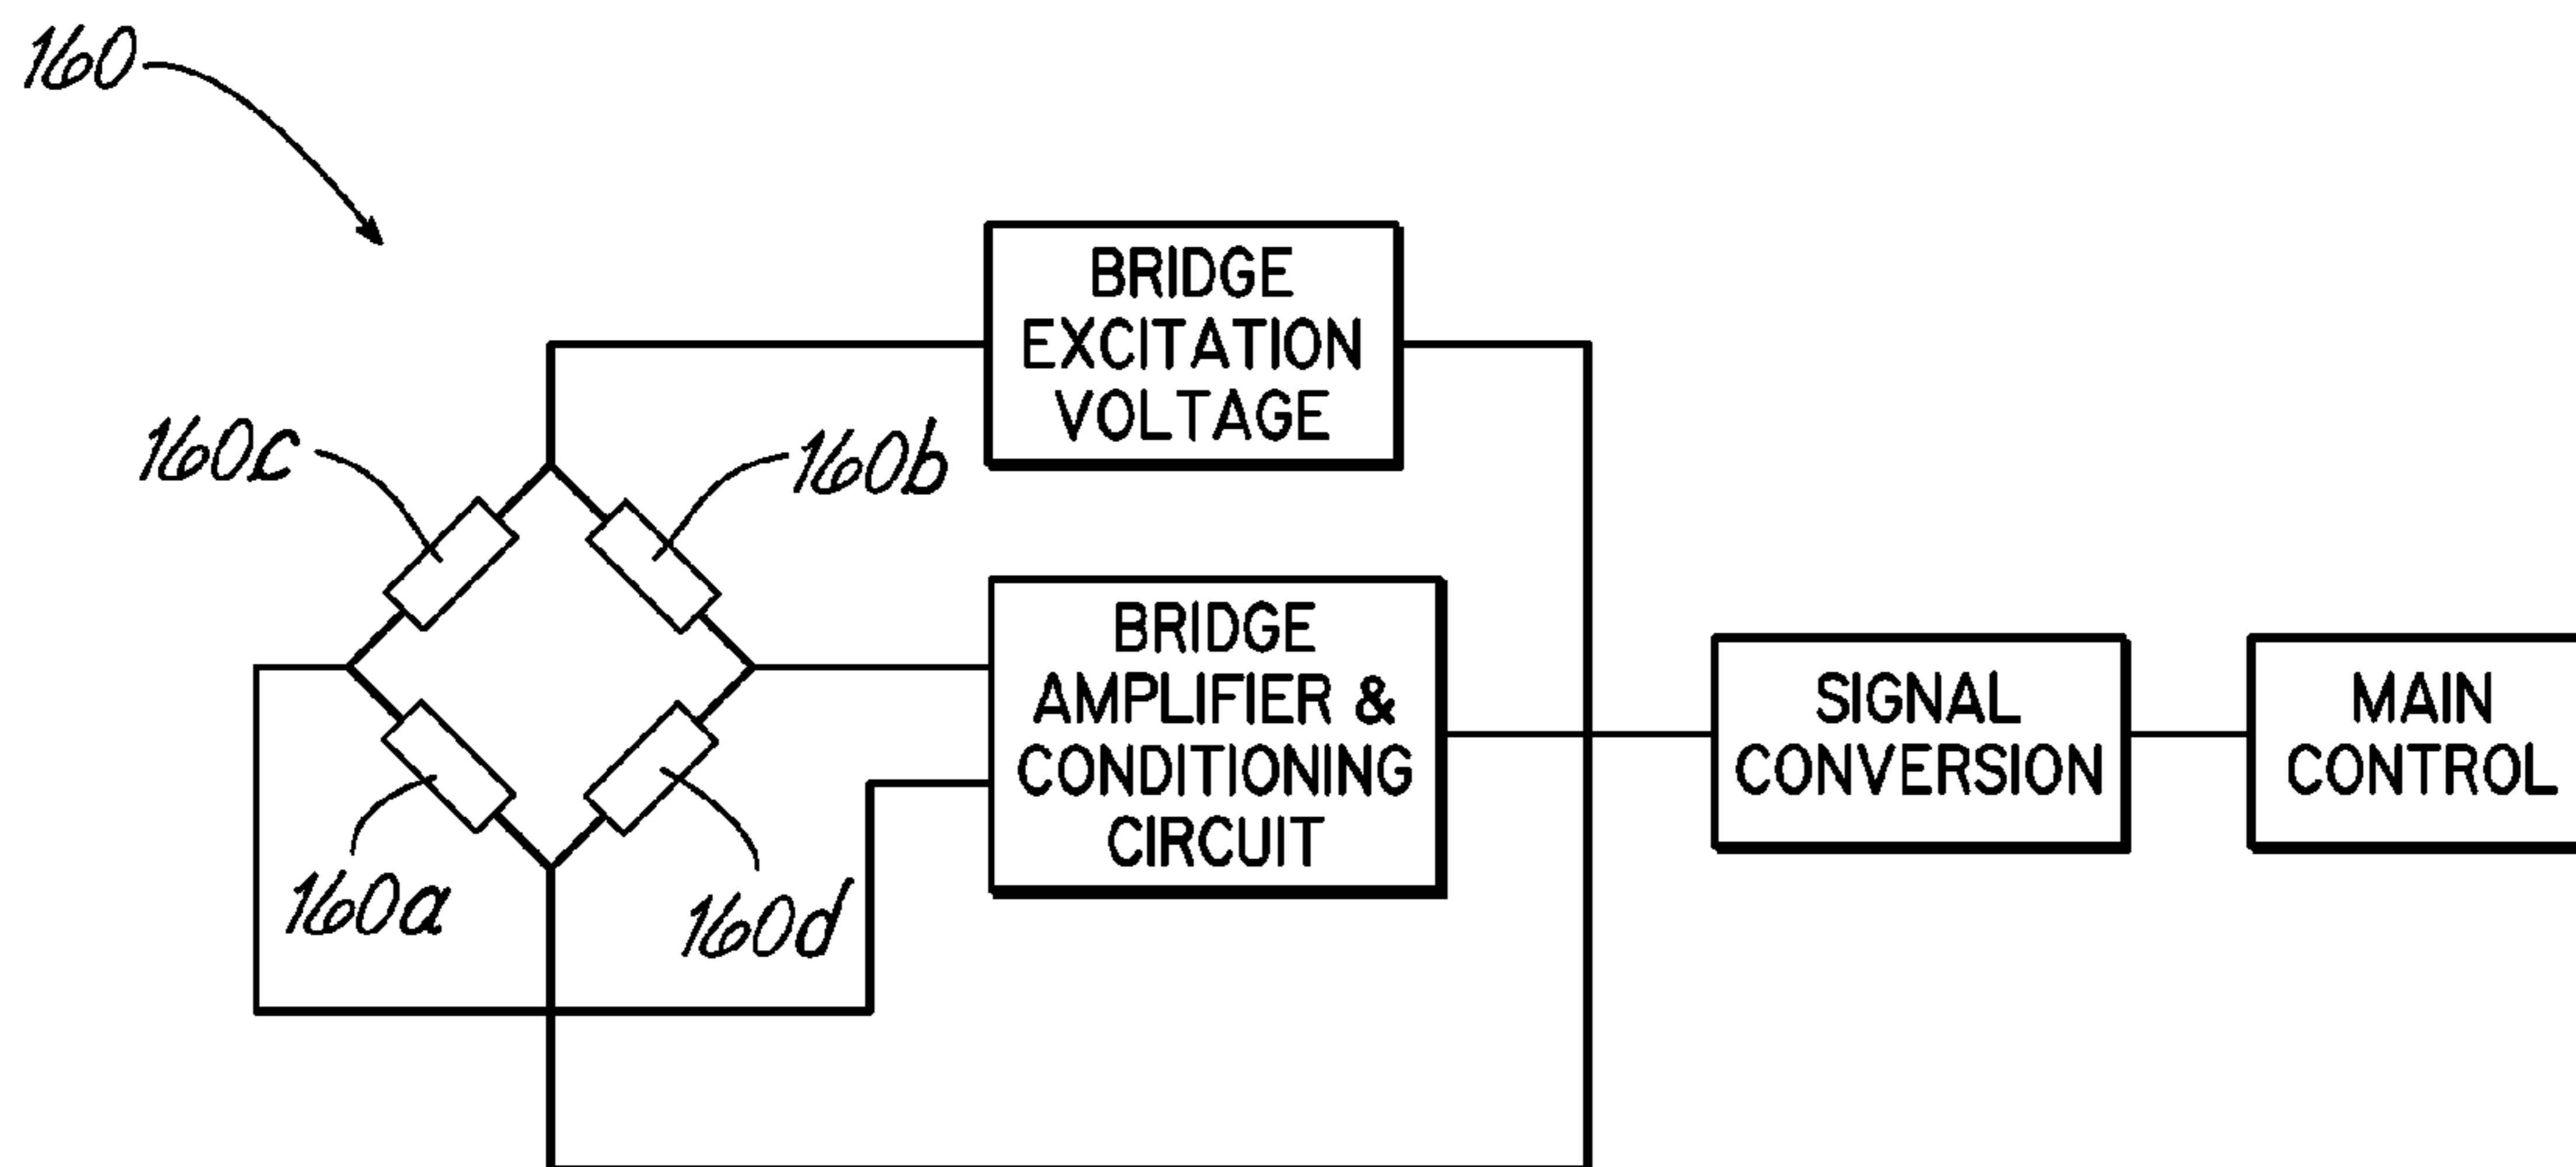 160
BRIDGE
EXCITATION
VOLTAGE
160c
160b
BRIDGE
AMPLIFIER &
CONDITIONING
CIRCUIT
SIGNAL
CONVERSION
MAIN
CONTROL
160a
160d